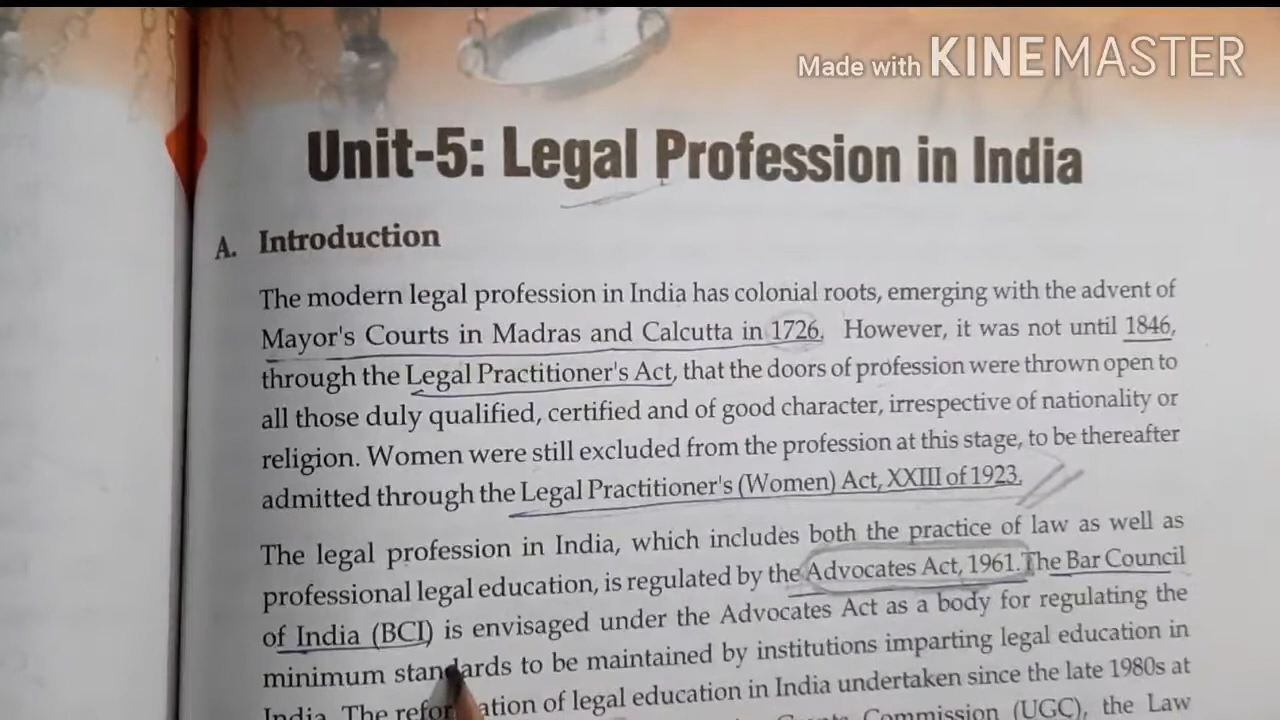 Made with KINEMASTER
Unit-5: Legal Profession in India
A. Introduction
The modern legal profession in India has colonial roots, emerging with the advent of
Mayor's Courts in Madras and Calcutta in 1726. However, it was not until 1846,
through the Legal Practitioner's Act, that the doors of profession were thrown open to
all those duly qualified, certified and of good character, irrespective of nationality or
religion. Women were still excluded from the profession at this stage, to be thereafter
admitted through the Legal Practitioner's (Women) Act, XXIII of 1923.
The legal profession in India, which includes both the practice of law as well as
professional legal education, is regulated by the Advocates Act, 1961. The Bar Council
of India (BCI) is envisaged under the Advocates Act as a body for regulating the
minimum standards to be maintained by institutions imparting legal education in
India. The of legal education in India undertaken since the late 1980s at
Commission (UGC), the Law